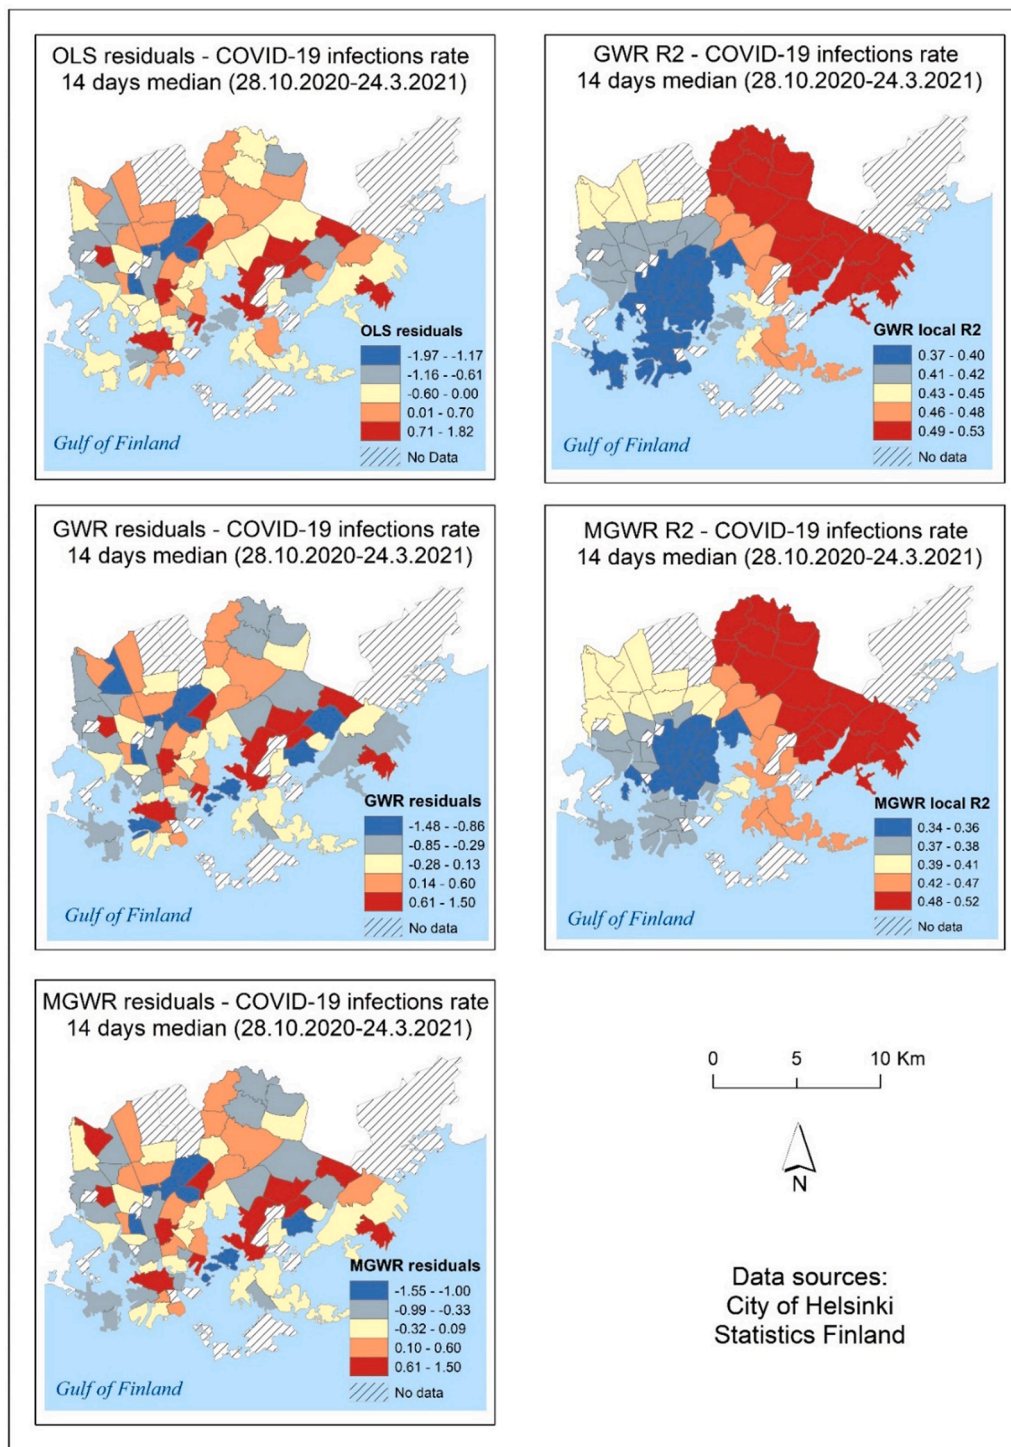 OLS residuals - COVID-19 infections rate
14 days median (28.10.2020-24.3.2021)
OLS residuals
-1.97 - -1.17
-1.16 - -0.61
-0.60 - 0.00
0.01 - 0.70
0.71 - 1.82
No Data
Gulf of Finland
GWR R2 - COVID-19 infections rate
14 days median (28.10.2020-24.3.2021)
GWR local R2
0.37 - 0.40
0.41 - 0.42
0.43 - 0.45
0.46 - 0.48
0.49 - 0.53
No data
Gulf of Finland
GWR residuals - COVID-19 infections rate
14 days median (28.10.2020-24.3.2021)
GWR residuals
-1.48 - -0.86
-0.85 - -0.29
-0.28 - 0.13
0.14 - 0.60
0.61 - 1.50
No data
Gulf of Finland
MGWR R2 - COVID-19 infections rate
14 days median (28.10.2020-24.3.2021)
MGWR local R2
0.34 - 0.36
0.37 - 0.38
0.39 - 0.41
0.42 - 0.47
0.48 - 0.52
No data
Gulf of Finland
MGWR residuals - COVID-19 infections rate
14 days median (28.10.2020-24.3.2021)
MGWR residuals
-1.55 - -1.00
-0.99 - -0.33
-0.32 - 0.09
0.10 - 0.60
0.61 - 1.50
No data
Gulf of Finland
0 5 10 Km
N
Data sources:
City of Helsinki
Statistics Finland